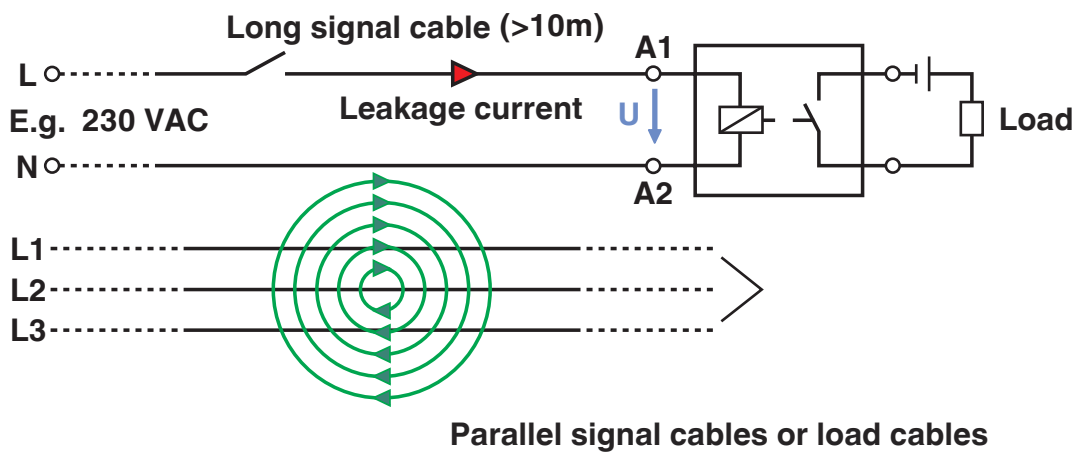 Long signal cable (>10m)
A1
L
Leakage current
U
Load
E.g. 230 VAC
N
A2
L1
L2
L3
Parallel signal cables or load cables